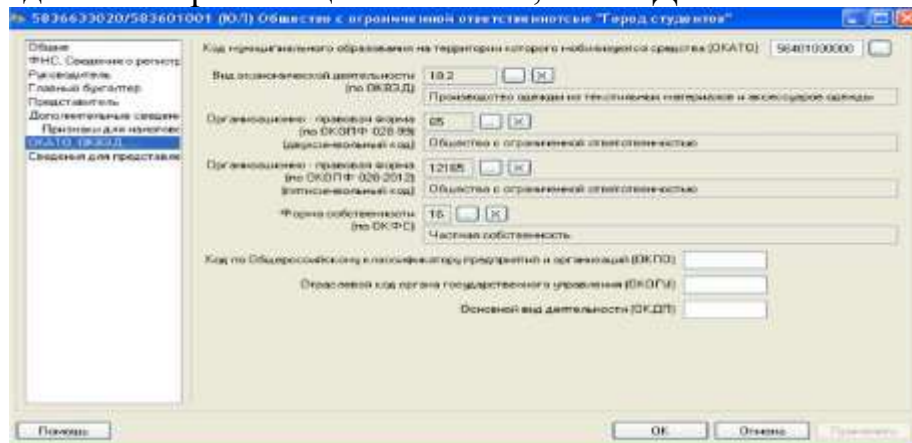 5836633020/583601001 (ЮЛ) Общество с ограниченной ответственностью "Город студентов"
Общие
ФНС. Сведения о регистр
Руководитель
Главный бухгалтер
Представитель
Дополнительные сведени
Признаки для налогово
ОКАТО, ОКВЭД...
Сведения для представле
Код муниципального образования на территории которого мобилизуются средства (ОКАТО) 56401000000
Вид экономической деятельности (по ОКВЭД) 18.2 ... ×
Производство одежды из текстильных материалов и аксессуаров одежды
Организационно - правовая форма (по ОКОПФ 028-99) (двухсимвольный код) 65 ... ×
Общество с ограниченной ответственностью
Организационно - правовая форма (по ОКОПФ 028-2012) (пятисимвольный код) 12165 ... ×
Общество с ограниченной ответственностью
Форма собственности (по ОКФС) 16 ... ×
Частная собственность
Код по Общероссийскому классификатору предприятий и организаций (ОКПО)
Отраслевой код органа государственного управления (ОКОГУ)
Основной вид деятельности (ОКДП)
Помощь
ОК
Отмена
Применить